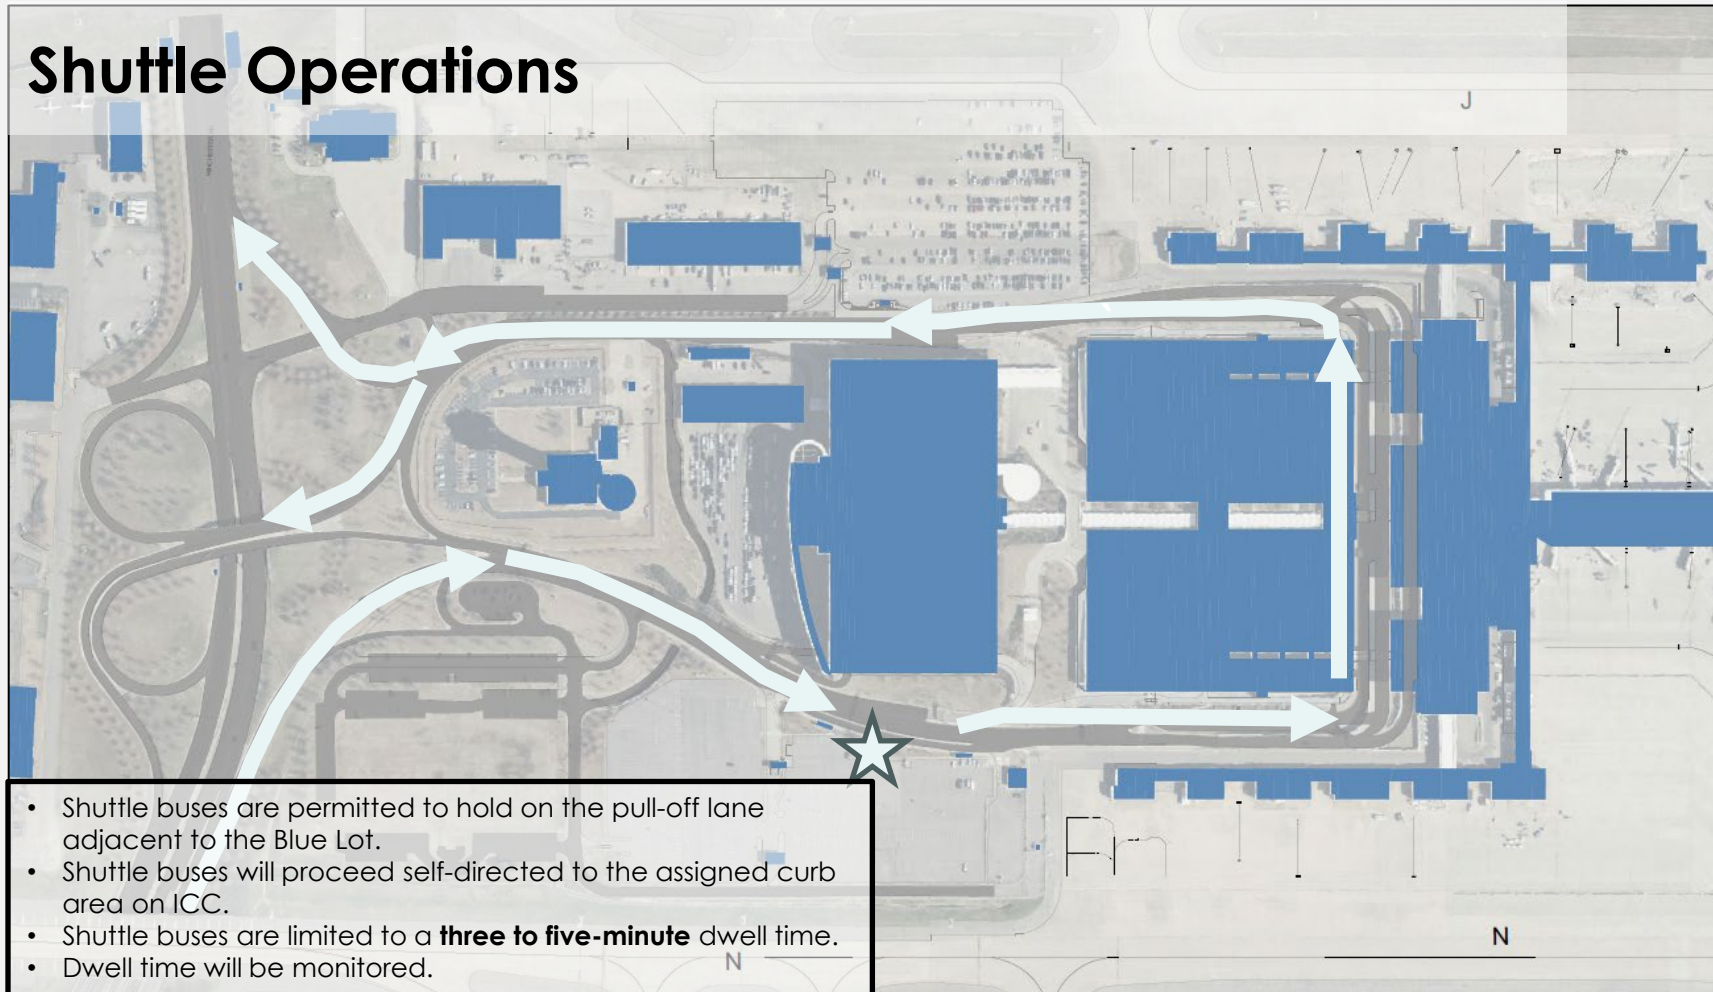 Shuttle Operations
J
• Shuttle buses are permitted to hold on the pull-off lane
adjacent to the Blue Lot.
• Shuttle buses will proceed self-directed to the assigned curb
area on ICC.
• Shuttle buses are limited to a three to five-minute dwell time.
• Dwell time will be monitored.
N
N